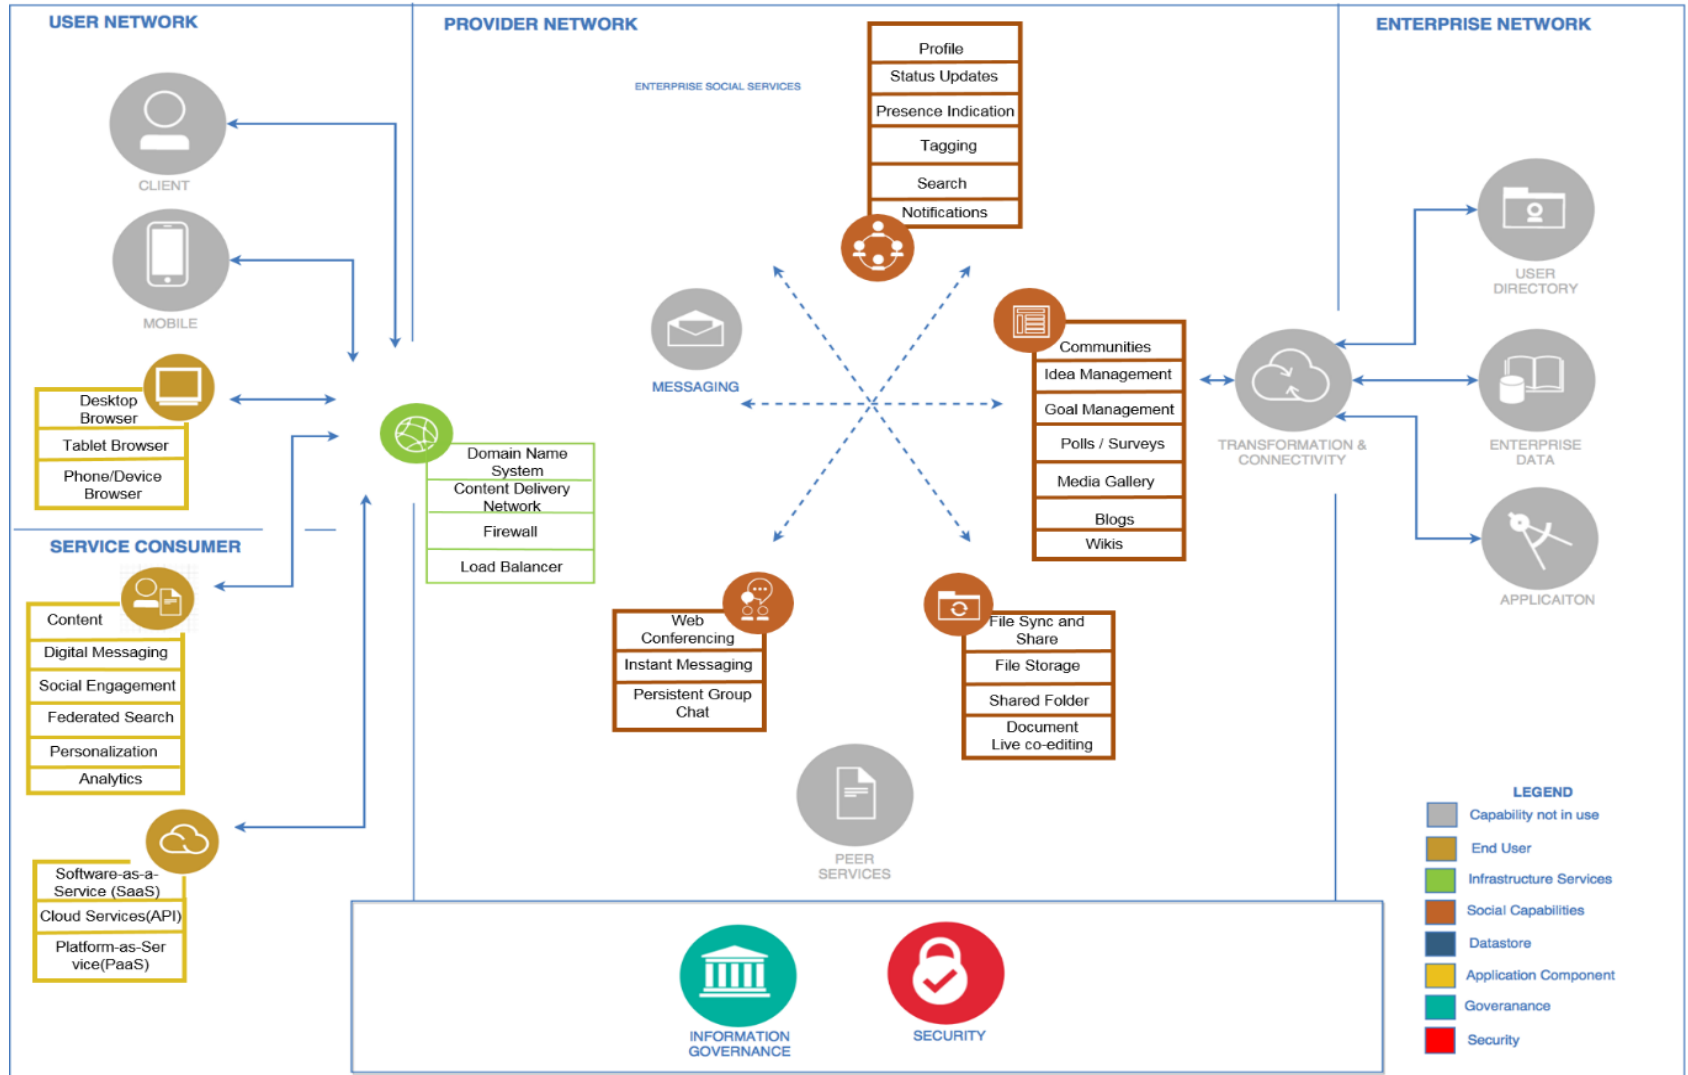 USER NETWORK
CLIENT
MOBILE
Desktop
Browser
Tablet Browser
Phone/Device
Browser
SERVICE CONSUMER
Content
Digital Messaging
Social Engagement
Federated Search
Personalization
Analytics
Software-as-a-
Service (SaaS)
Cloud Services(API)
Platform-as-Ser
vice(PaaS)
PROVIDER NETWORK
ENTERPRISE SOCIAL SERVICES
Profile
Status Updates
Presence Indication
Tagging
Search
Notifications
MESSAGING
Domain Name
System
Content Delivery
Network
Firewall
Load Balancer
Communities
Idea Management
Goal Management
Polls / Surveys
Media Gallery
Blogs
Wikis
Web
Conferencing
Instant Messaging
Persistent Group
Chat
File Sync and
Share
File Storage
Shared Folder
Document
Live co-editing
PEER
SERVICES
TRANSFORMATION &
CONNECTIVITY
ENTERPRISE NETWORK
USER
DIRECTORY
ENTERPRISE
DATA
APPLICAITON
INFORMATION
GOVERNANCE
SECURITY
LEGEND
Capability not in use
End User
Infrastructure Services
Social Capabilities
Datastore
Application Component
Goveranance
Security